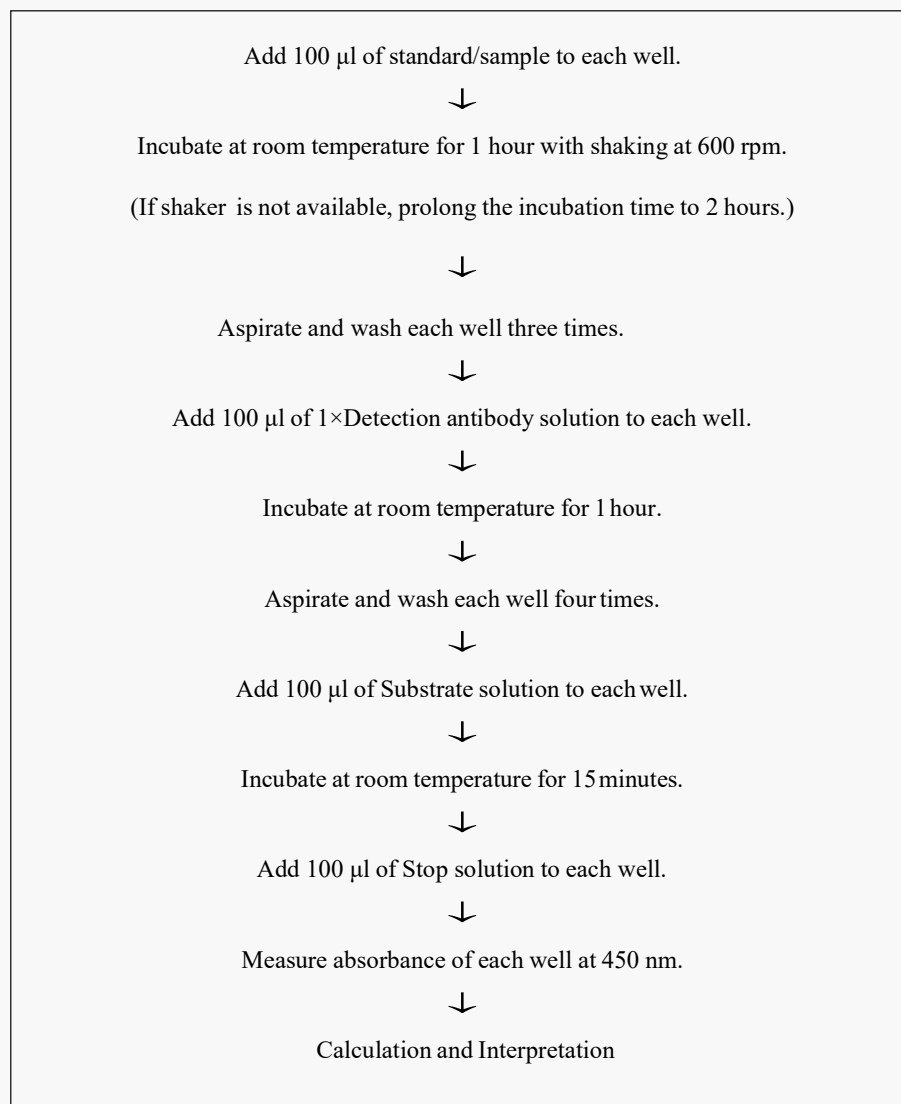 Add 100 μl of standard/sample to each well.
Incubate at room temperature for 1 hour with shaking at 600 rpm.
(If shaker is not available, prolong the incubation time to 2 hours.)
Aspirate and wash each well three times.
Add 100 μl of 1×Detection antibody solution to each well.
Incubate at room temperature for 1 hour.
Aspirate and wash each well four times.
Add 100 μl of Substrate solution to each well.
Incubate at room temperature for 15 minutes.
Add 100 μl of Stop solution to each well.
Measure absorbance of each well at 450 nm.
Calculation and Interpretation